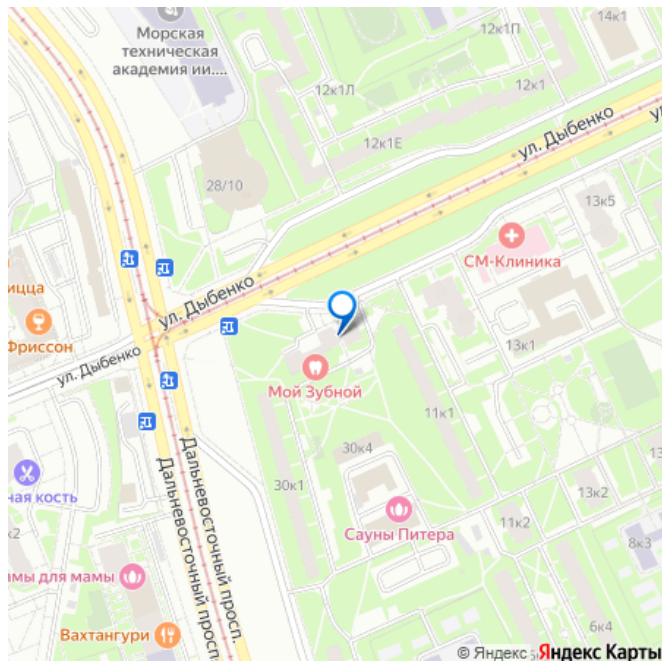 Морская
техническая
академия ии....
14к1
12к1П
12к1Л
12к1
ул. Дыбенко
12к1Е
28/10
13к5
СМ-Клиника
ицца
ул. Дыбенко
Фриссон
ул. Дыбенко
13к1
Мой Зубной
11к1
30к4
30к1
ная кость
13к2
Сауны Питера
11к2
к2
8к3
Дальневосточный просп.
Дальневосточный просп.
амы для мамы
6к4
Вахтангури
© Яндекс
Яндекс Карты